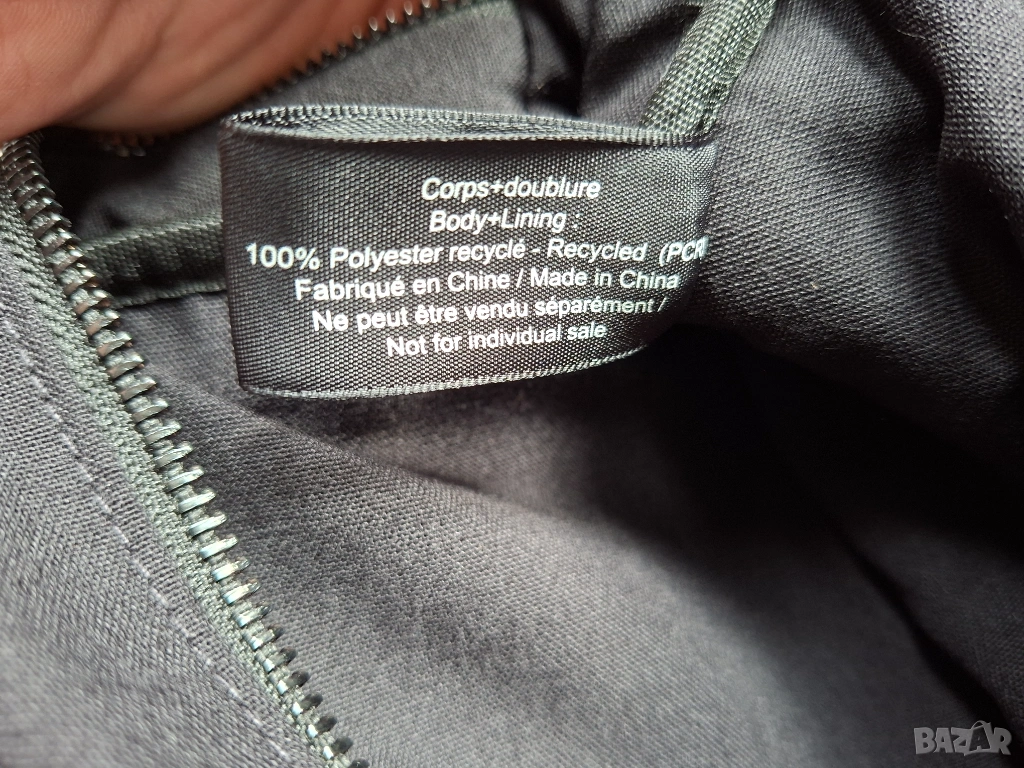 Corps+doublure
Body+Lining :
100% Polyester recyclé - Recycled
Fabriqué en Chine / Made in China
Ne peut être vendu séparément /
Not for individual sale
BAZAR